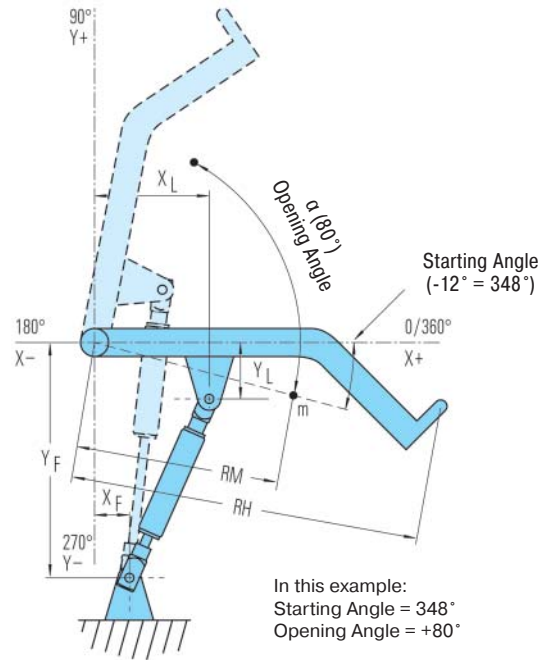 90°
Y+
X L
α (80°)
Opening Angle
Starting Angle
(-12° = 348°)
180°
X−
0/360°
X+
Y L
m
Y F
RM
RH
X F
270°
Y−
In this example:
Starting Angle = 348°
Opening Angle = +80°